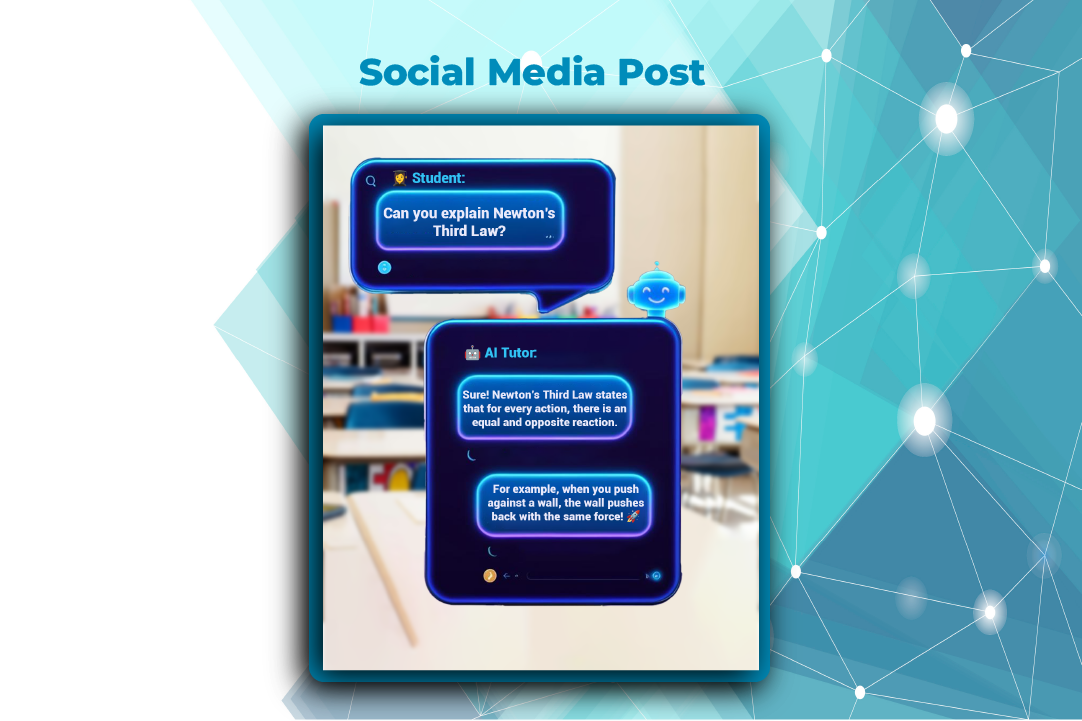 Social Media Post
👩‍🎓 Student:
Can you explain Newton's
Third Law?
🤖 AI Tutor:
Sure! Newton's Third Law states
that for every action, there is an
equal and opposite reaction.
For example, when you push
against a wall, the wall pushes
back with the same force! 🚀